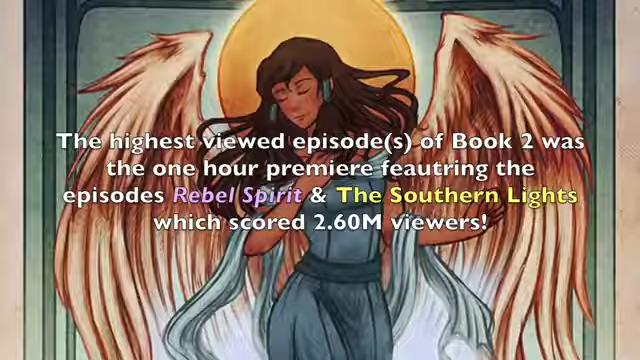 The highest viewed episode(s) of Book 2 was
the one hour premiere feautring the
episodes Rebel Spirit & The Southern Lights
which scored 2.60M viewers!